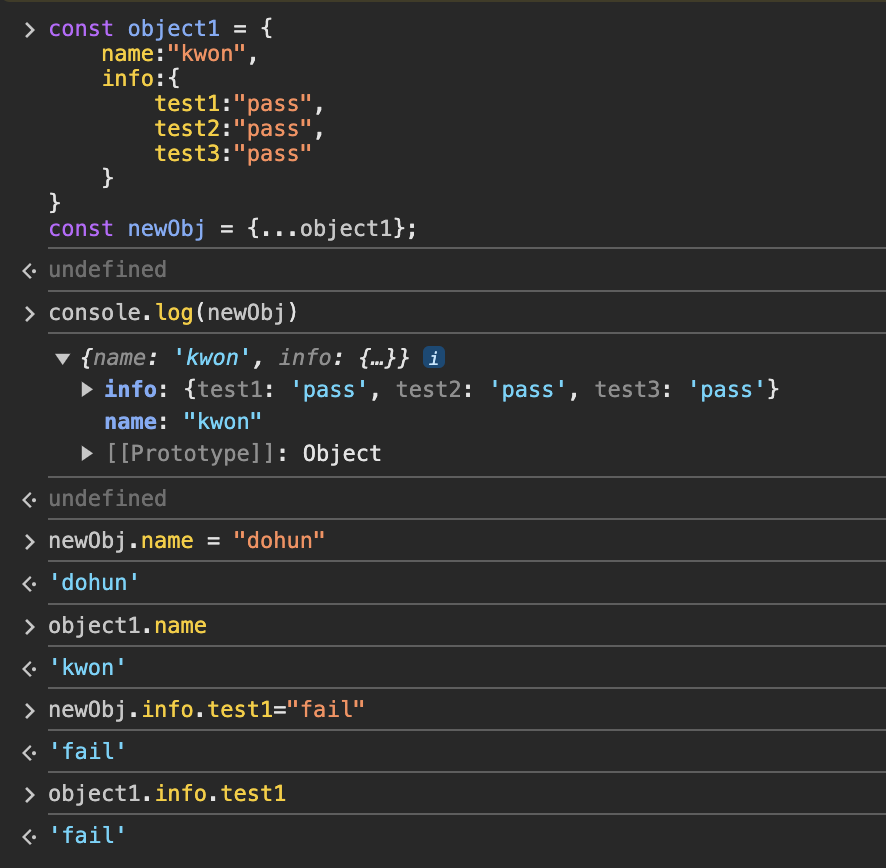 > const object1 = {
    name:"kwon",
    info:{
        test1:"pass",
        test2:"pass",
        test3:"pass"
    }
}
const newObj = {...object1};
undefined
> console.log(newObj)
▼ {name: 'kwon', info: {…}} i
▶ info: {test1: 'pass', test2: 'pass', test3: 'pass'}
name: "kwon"
▶ [[Prototype]]: Object
undefined
> newObj.name = "dohun"
'dohun'
> object1.name
'kwon'
> newObj.info.test1="fail"
'fail'
> object1.info.test1
'fail'